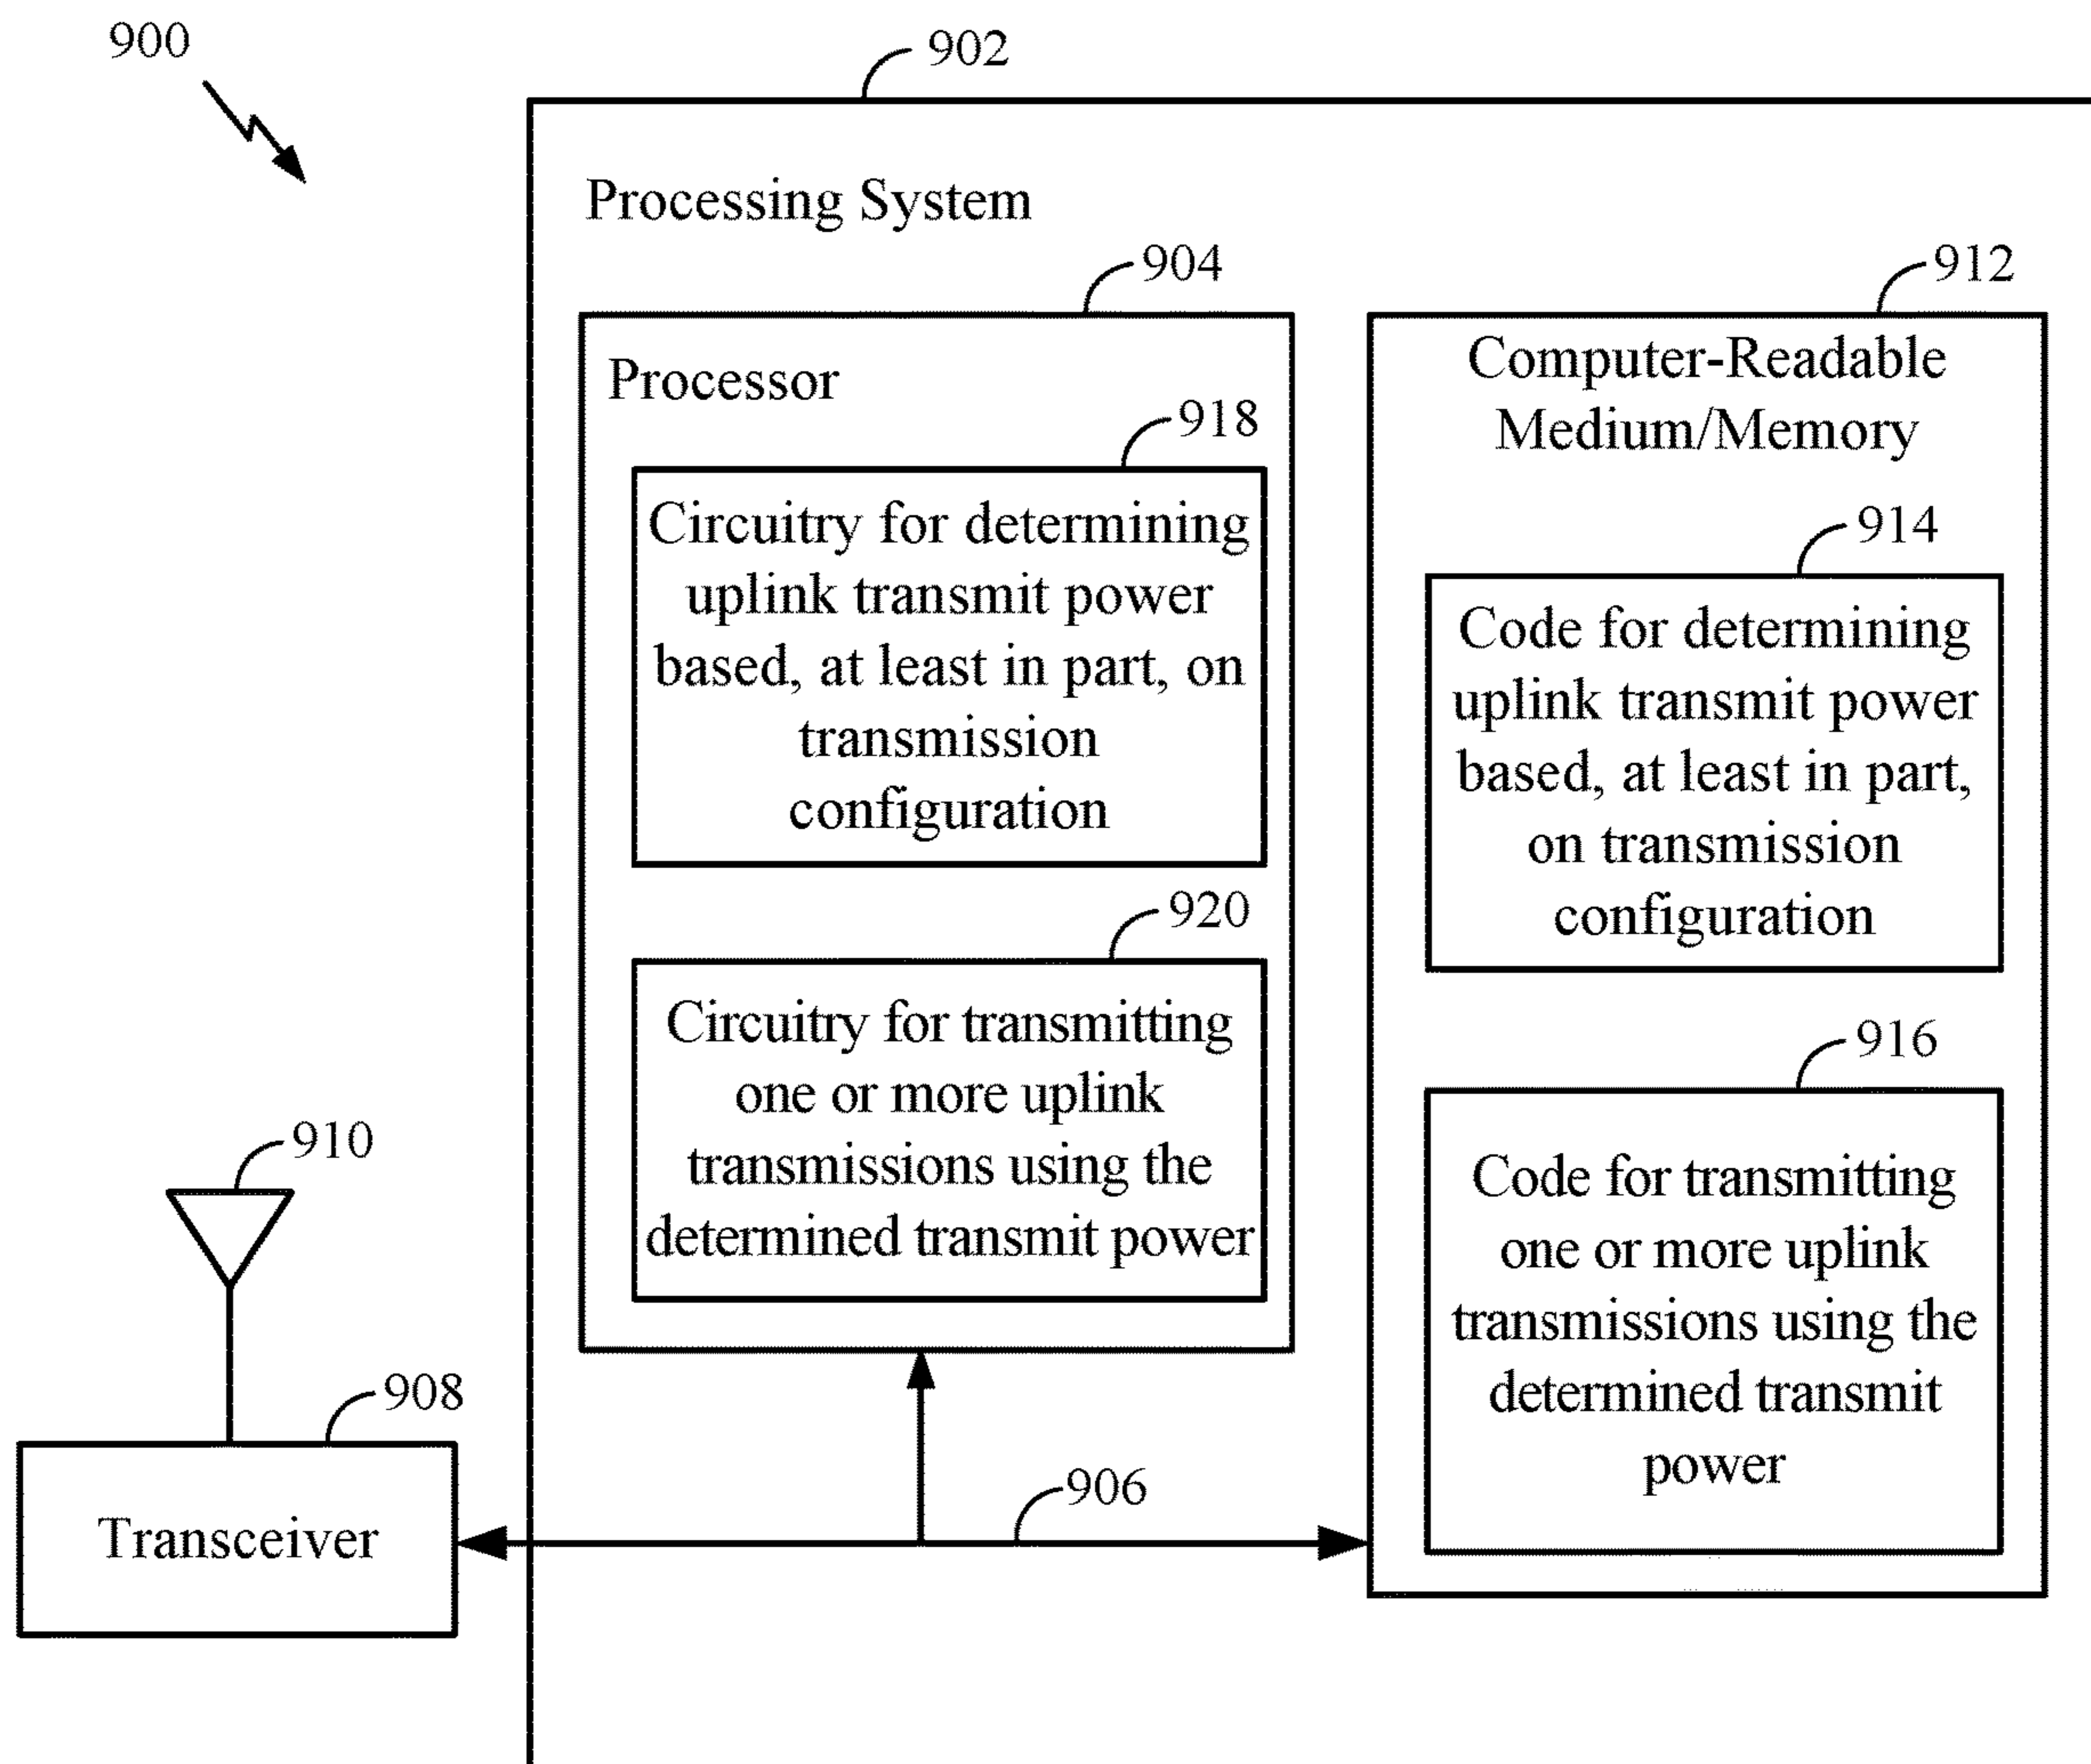 900
902
Processing System
904
Processor
918
Circuitry for determining
uplink transmit power
based, at least in part, on
transmission
configuration
920
Circuitry for transmitting
one or more uplink
transmissions using the
determined transmit power
912
Computer-Readable
Medium/Memory
914
Code for determining
uplink transmit power
based, at least in part,
on transmission
configuration
916
Code for transmitting
one or more uplink
transmissions using the
determined transmit
power
910
908
Transceiver
906